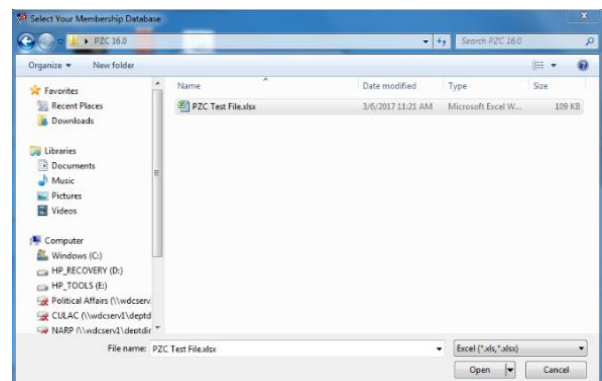 Select Your Membership Database
PZC 16.0
Search PZC 16.0
Organize
New folder
Name
Date modified
Type
Size
PZC Test File.xlsx
3/6/2017 11:21 AM
Microsoft Excel W...
109 KB
Favorites
Recent Places
Downloads
Libraries
Documents
Music
Pictures
Videos
Computer
Windows (C:)
HP_RECOVERY (D:)
HP_TOOLS (E:)
Political Affairs (\\wdcserv
CULAC (\\wdcserv1\deptd
NARP (\\wdcserv1\deptdir
File name:
PZC Test File.xlsx
Excel (*.xls,*.xlsx)
Open
Cancel